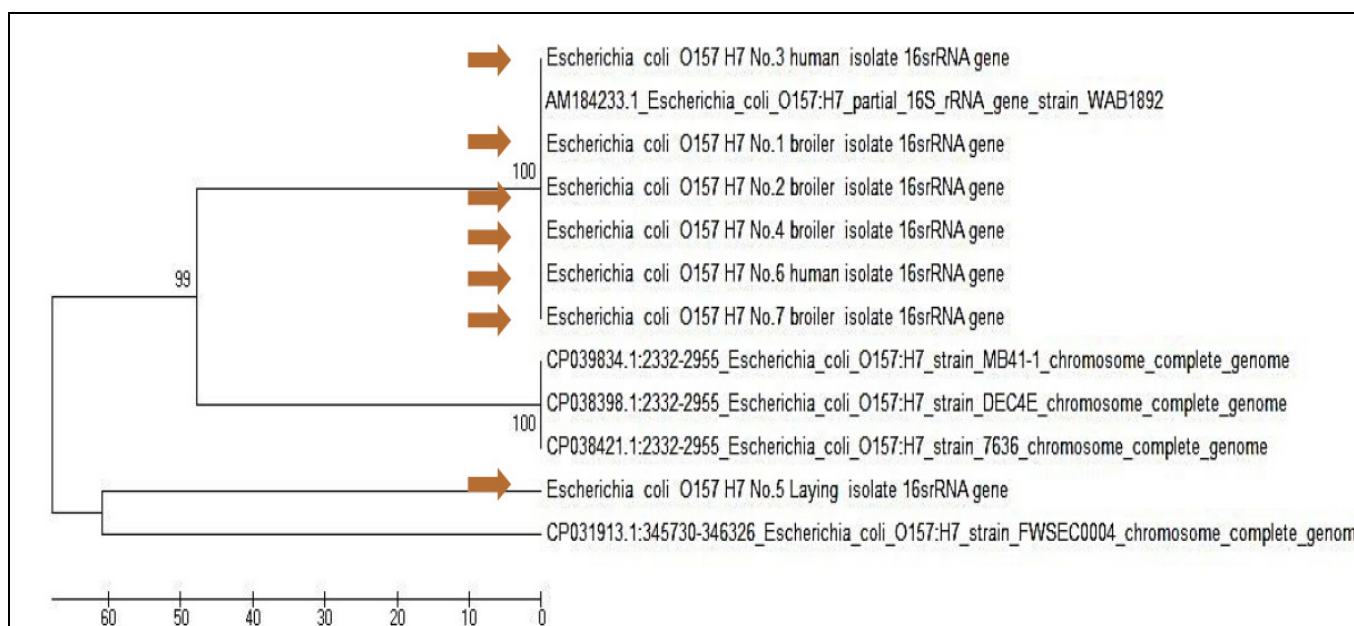 Escherichia coli O157 H7 No.3 human isolate 16srRNA gene
AM184233.1_Escherichia_coli_O157:H7_partial_16S_rRNA_gene_strain_WAB1892
Escherichia coli O157 H7 No.1 broiler isolate 16srRNA gene
100
Escherichia coli O157 H7 No.2 broiler isolate 16srRNA gene
Escherichia coli O157 H7 No.4 broiler isolate 16srRNA gene
99
Escherichia coli O157 H7 No.6 human isolate 16srRNA gene
Escherichia coli O157 H7 No.7 broiler isolate 16srRNA gene
CP039834.1:2332-2955_Escherichia_coli_O157:H7_strain_MB41-1_chromosome_complete_genome
CP038398.1:2332-2955_Escherichia_coli_O157:H7_strain_DEC4E_chromosome_complete_genome
100
CP038421.1:2332-2955_Escherichia_coli_O157:H7_strain_7636_chromosome_complete_genome
Escherichia coli O157 H7 No.5 Laying isolate 16srRNA gene
CP031913.1:345730-346326_Escherichia_coli_O157:H7_strain_FWSEC0004_chromosome_complete_genom
60 50 40 30 20 10 0